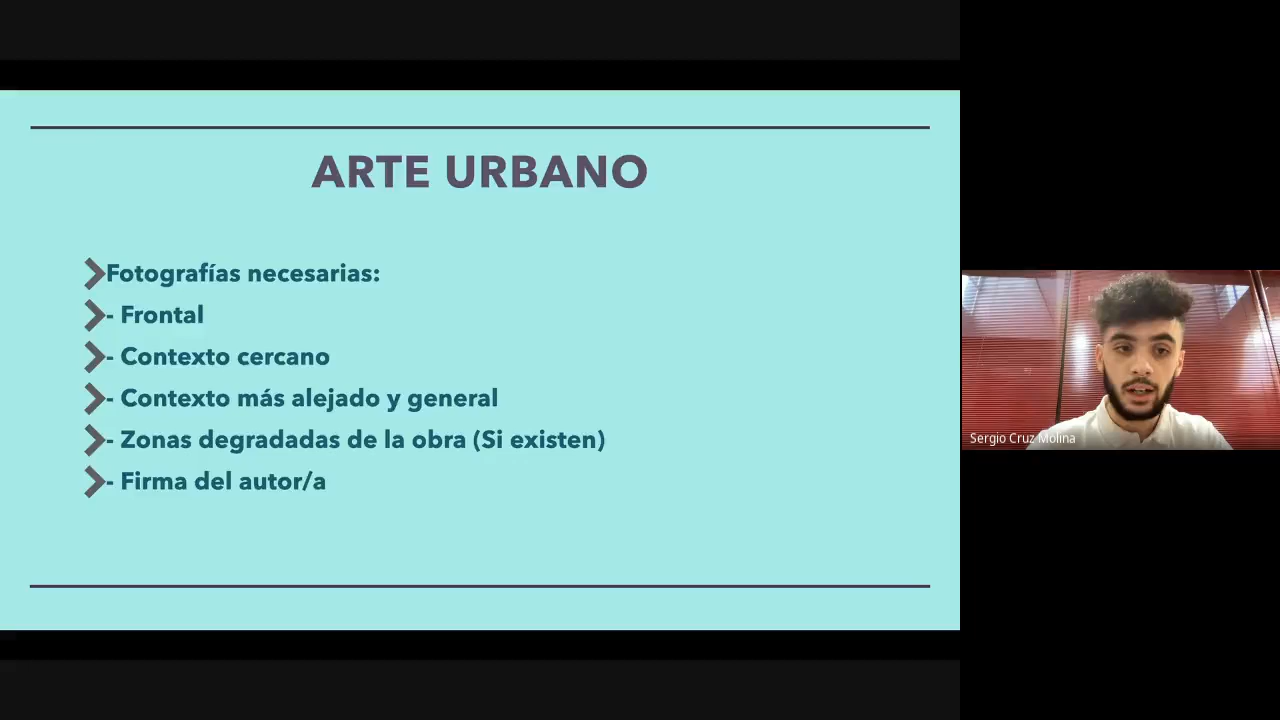 ARTE URBANO
Fotografías necesarias:
- Frontal
- Contexto cercano
- Contexto más alejado y general
- Zonas degradadas de la obra (Si existen)
- Firma del autor/a
Sergio Cruz Molina